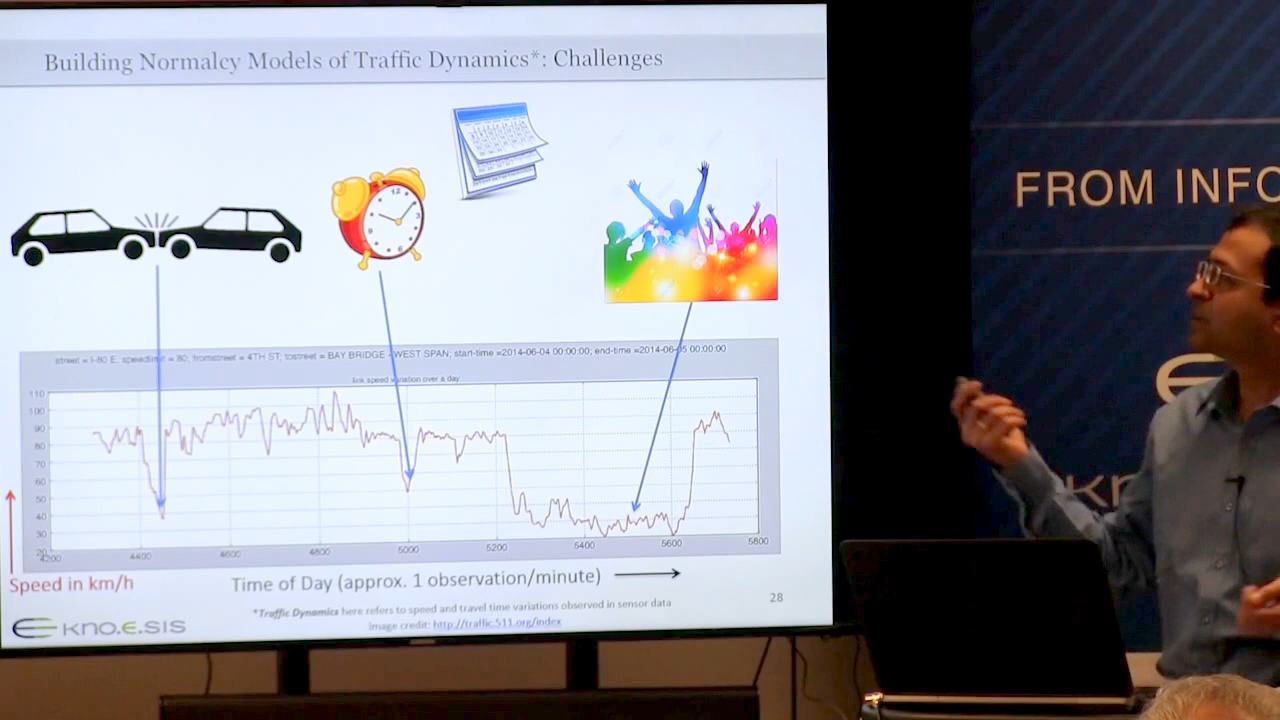 Building Normalcy Models of Traffic Dynamics*: Challenges
12
3
6
9
street = I-80 E; speedlimit = 80; fromstreet = 4TH ST; tostreet = BAY BRIDGE WEST SPAN; start-time =2014-06-04 00:00:00; end-time =2014-06-05 00:00:00
link speed variation over a day
110
100
90
80
70
60
50
40
30
20
4200 4400 4600 4800 5000 5200 5400 5600 5800
Speed in km/h
Time of Day (approx. 1 observation/minute)
*Traffic Dynamics here refers to speed and travel time variations observed in sensor data
Image credit: http://traffic.511.org/index
28
kno.e.sis
FROM INFO
kn